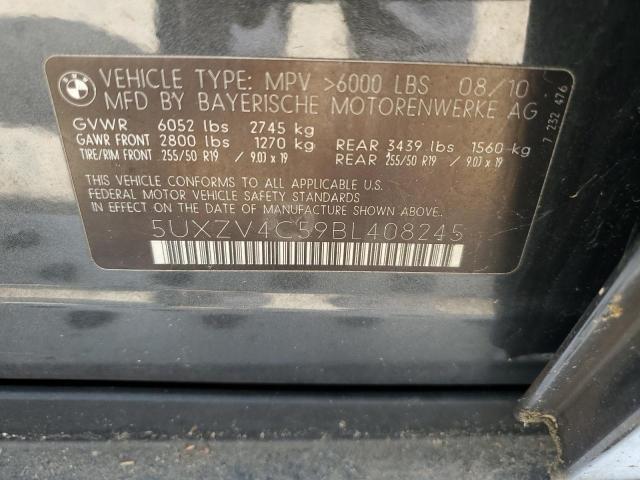 BMW
VEHICLE TYPE: MPV >6000 LBS 08/10
MFD BY BAYERISCHE MOTORENWERKE AG
GVWR 6052 lbs 2745 kg
GAWR FRONT 2800 lbs 1270 kg REAR 3439 lbs 1560 kg
TIRE/RIM FRONT 255/50 R19 / 9.0J x 19 REAR 255/50 R19 / 9.0J x 19
THIS VEHICLE CONFORMS TO ALL APPLICABLE U.S.
FEDERAL MOTOR VEHICLE SAFETY STANDARDS
IN EFFECT ON THE DATE OF MANUFACTURE SHOWN ABOVE.
5UXZV4C59BL408245
7 232 476